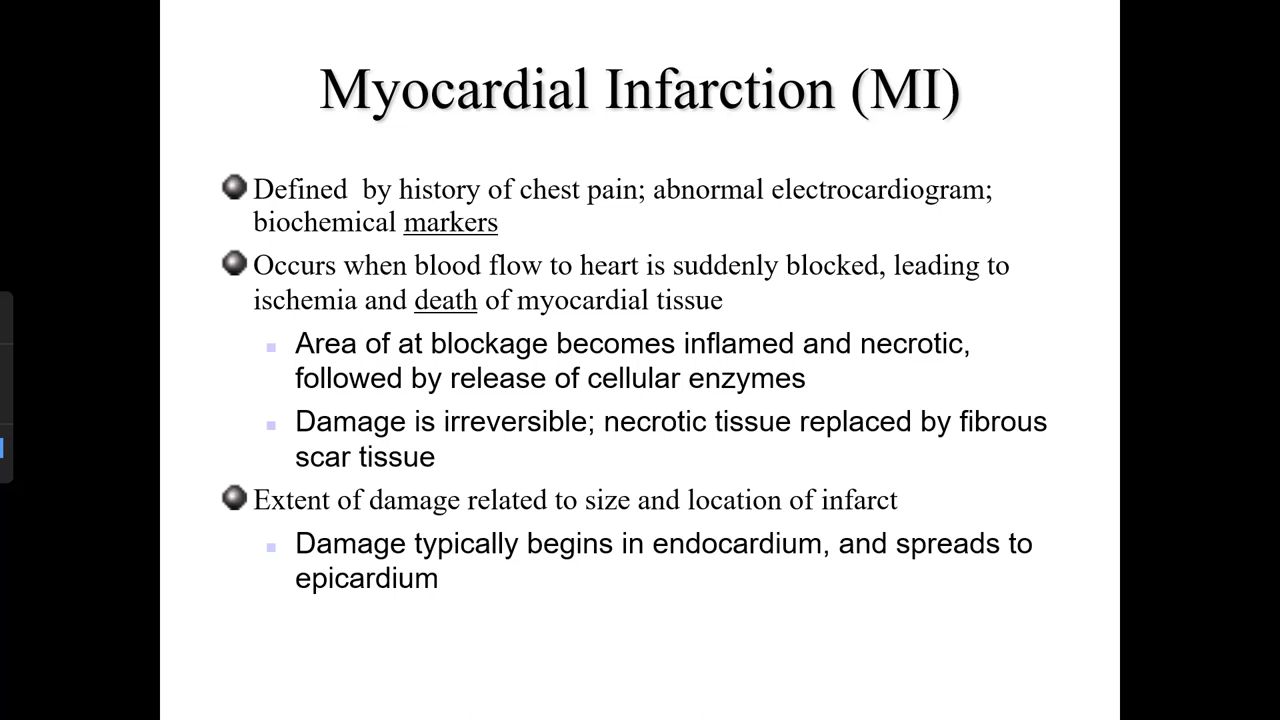 Myocardial Infarction (MI)
Defined  by history of chest pain; abnormal electrocardiogram;
biochemical markers
Occurs when blood flow to heart is suddenly blocked, leading to
ischemia and death of myocardial tissue
Area of at blockage becomes inflamed and necrotic,
followed by release of cellular enzymes
Damage is irreversible; necrotic tissue replaced by fibrous
scar tissue
Extent of damage related to size and location of infarct
Damage typically begins in endocardium, and spreads to
epicardium